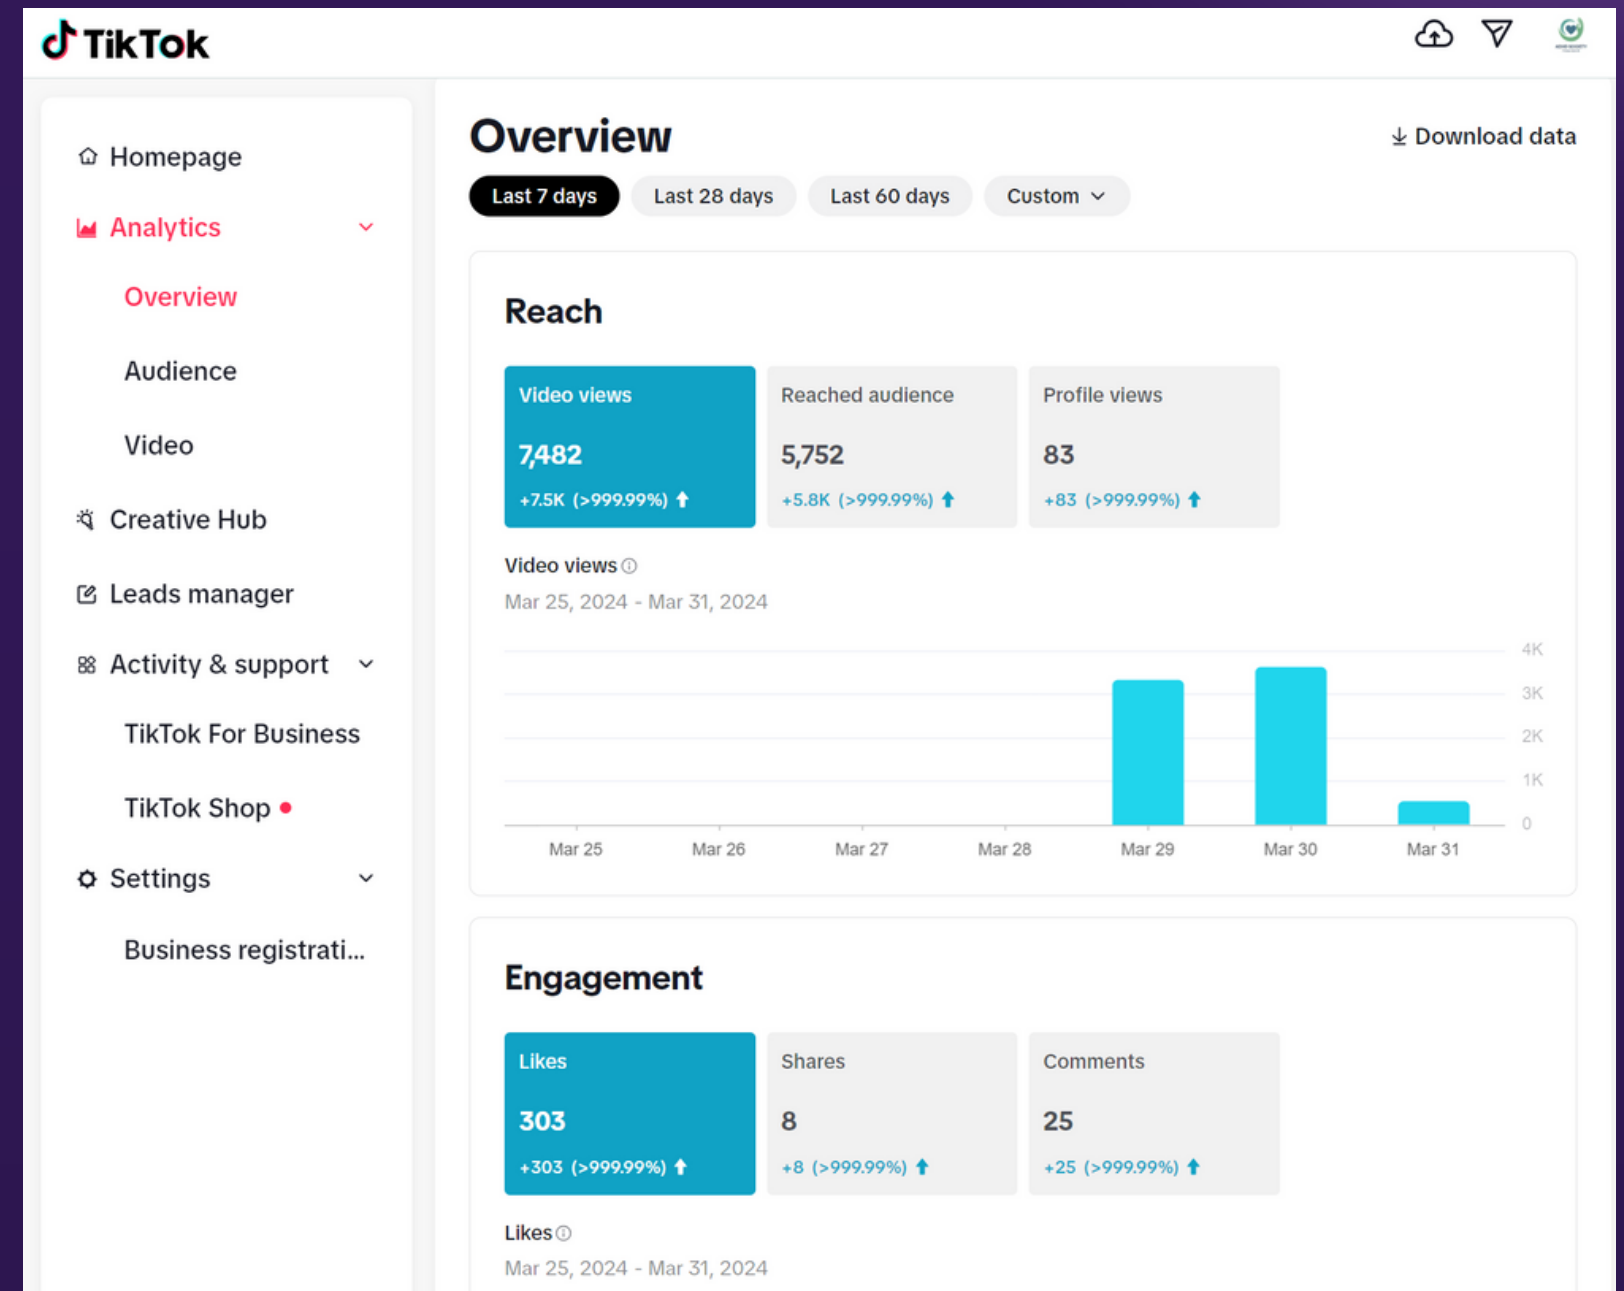 TikTok
Homepage
Analytics
Overview
Audience
Video
Creative Hub
Leads manager
Activity & support
TikTok For Business
TikTok Shop
Settings
Business registrati...
Overview
Download data
Last 7 days
Last 28 days
Last 60 days
Custom
Reach
Video views
7,482
+7.5K (>999.99%)
Reached audience
5,752
+5.8K (>999.99%)
Profile views
83
+83 (>999.99%)
Video views
Mar 25, 2024 - Mar 31, 2024
4K
3K
2K
1K
0
Mar 25
Mar 26
Mar 27
Mar 28
Mar 29
Mar 30
Mar 31
Engagement
Likes
303
+303 (>999.99%)
Shares
8
+8 (>999.99%)
Comments
25
+25 (>999.99%)
Likes
Mar 25, 2024 - Mar 31, 2024